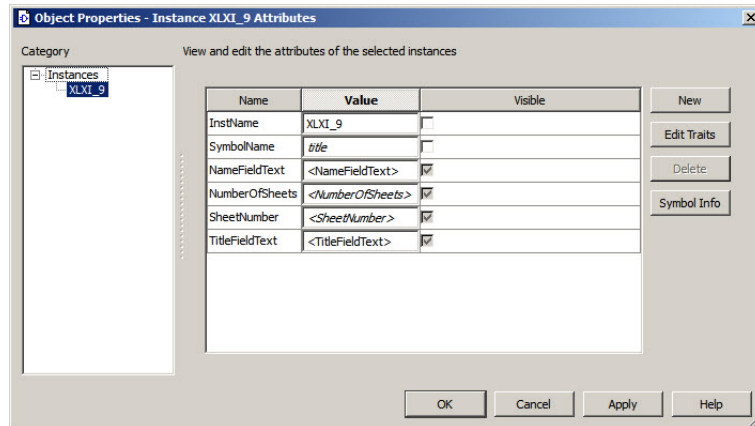 Object Properties - Instance XLXI_9 Attributes
Category
View and edit the attributes of the selected instances
Instances
XLXI_9
Name Value Visible
InstName XLXI_9
SymbolName title
NameFieldText <NameFieldText>
NumberOfSheets <NumberOfSheets>
SheetNumber <SheetNumber>
TitleFieldText <TitleFieldText>
New
Edit Traits
Delete
Symbol Info
OK Cancel Apply Help